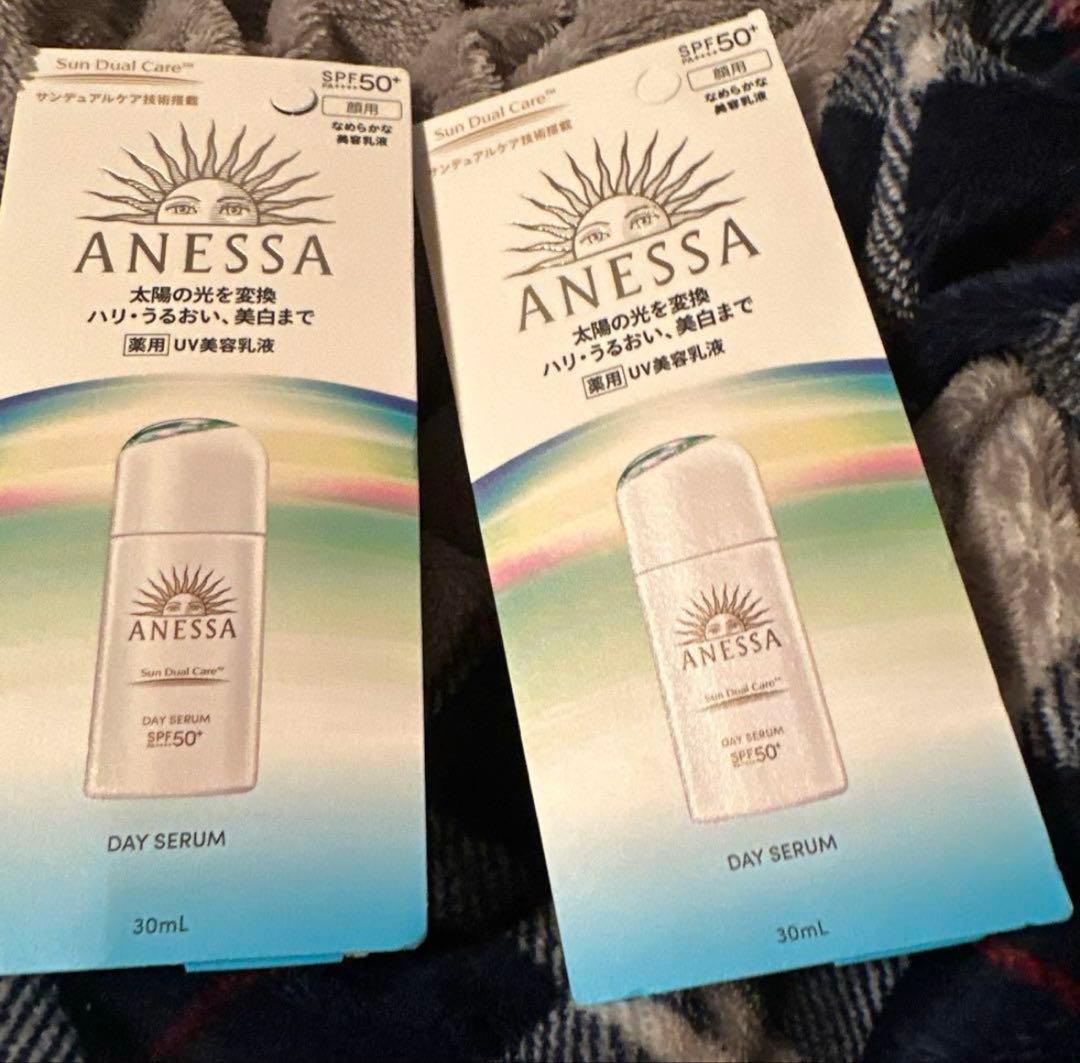 Sun Dual Care™
サンデュアルケア技術搭載
SPF50+
PA++++
顔用
なめらかな
美容乳液
ANESSA
太陽の光を変換
ハリ・うるおい、美白まで
薬用 UV美容乳液
ANESSA
Sun Dual Care™
DAY SERUM
SPF50+
PA++++
DAY SERUM
30mL
Sun Dual Care™
サンデュアルケア技術搭載
SPF50+
PA++++
顔用
なめらかな
美容乳液
ANESSA
太陽の光を変換
ハリ・うるおい、美白まで
薬用 UV美容乳液
ANESSA
Sun Dual Care™
DAY SERUM
SPF50+
PA++++
DAY SERUM
30mL